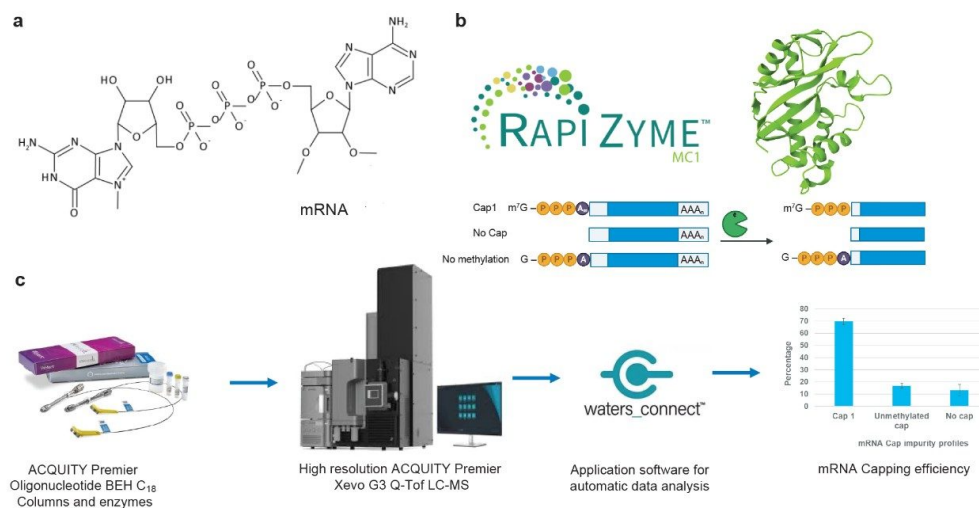 a
NH2
N
N
N
N
O
O
O
O
P
O
P
O
P
O
O-
O-
O-
HO
OH
O
O
O
H2N
N
N
HN
N+
O
mRNA
b
RAPIZYME™
MC1
Cap1 m⁷G P P P Am AAAn
No Cap AAAn
No methylation G P P P A AAAn
m⁷G P P P
G P P P A
c
ACQUITY Premier
Oligonucleotide BEH C18
Columns and enzymes
High resolution ACQUITY Premier
Xevo G3 Q-Tof LC-MS
waters_connect™
Application software for
automatic data analysis
Percentage
80
70
60
50
40
30
20
10
0
Cap 1
Unmethylated
cap
No cap
mRNA Cap impurity profiles
mRNA Capping efficiency